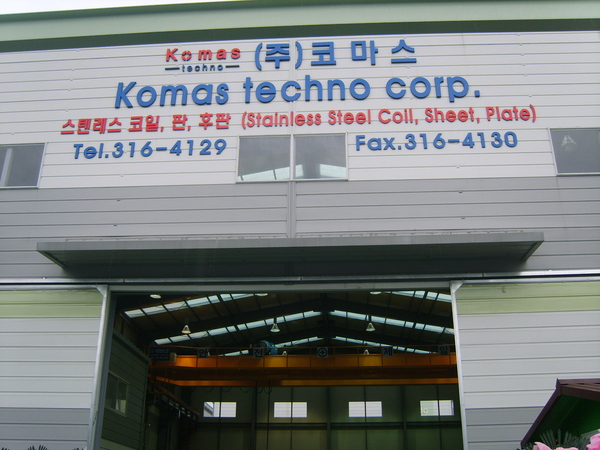 Komas techno (주)코마스
Komas techno corp.
스텐레스 코일, 판, 후판 (Stainless Steel Coil, Sheet, Plate)
Tel.316-4129 Fax.316-4130